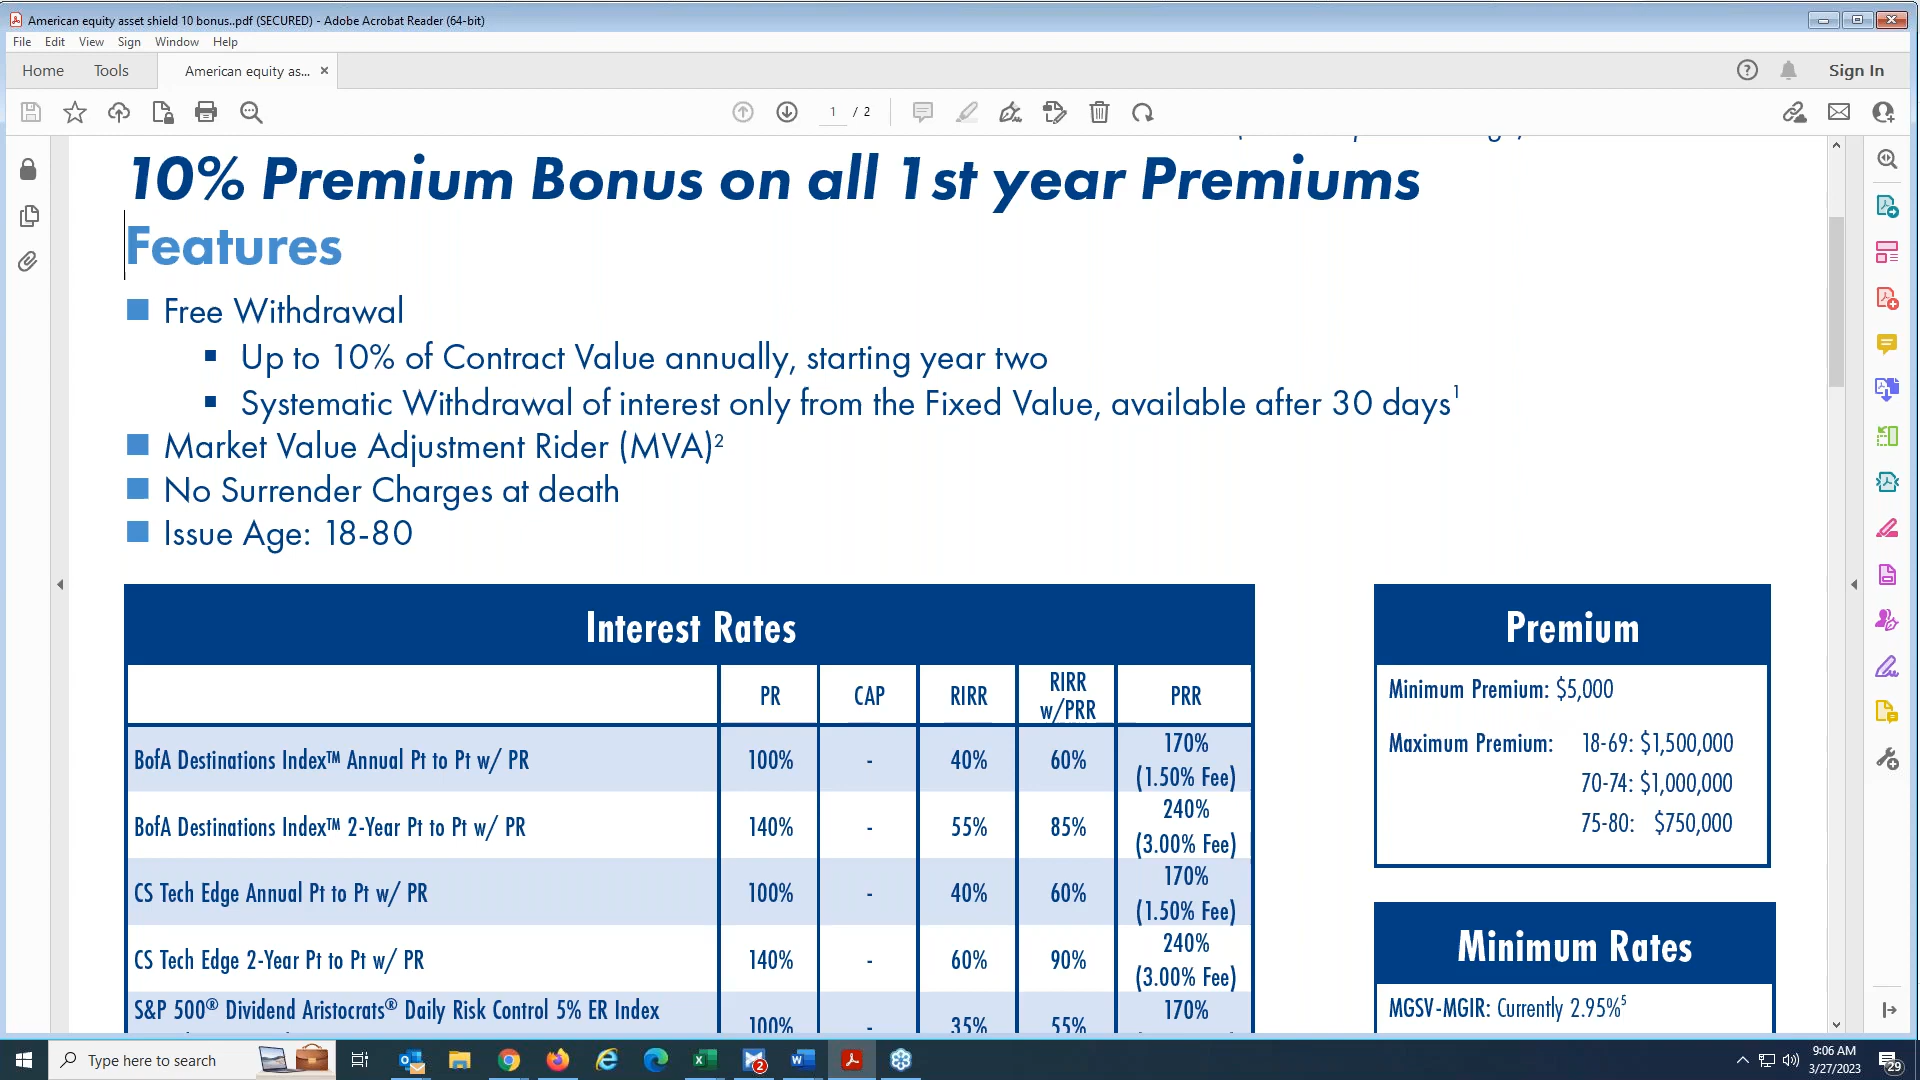 American equity asset shield 10 bonus..pdf (SECURED) - Adobe Acrobat Reader (64-bit)
File Edit View Sign Window Help
Home Tools American equity as... Sign In
1 / 2
10% Premium Bonus on all 1st year Premiums
Features
Free Withdrawal
Up to 10% of Contract Value annually, starting year two
Systematic Withdrawal of interest only from the Fixed Value, available after 30 days¹
Market Value Adjustment Rider (MVA)²
No Surrender Charges at death
Issue Age: 18-80
Interest Rates
PR CAP RIRR RIRR w/PRR PRR
BofA Destinations Index™ Annual Pt to Pt w/ PR 100% - 40% 60% 170% (1.50% Fee)
BofA Destinations Index™ 2-Year Pt to Pt w/ PR 140% - 55% 85% 240% (3.00% Fee)
CS Tech Edge Annual Pt to Pt w/ PR 100% - 40% 60% 170% (1.50% Fee)
CS Tech Edge 2-Year Pt to Pt w/ PR 140% - 60% 90% 240% (3.00% Fee)
S&P 500® Dividend Aristocrats® Daily Risk Control 5% ER Index 100% - 35% 55% 170%
Premium
Minimum Premium: $5,000
Maximum Premium: 18-69: $1,500,000
70-74: $1,000,000
75-80: $750,000
Minimum Rates
MGSV-MGIR: Currently 2.95%⁵
Type here to search
2
9:06 AM
3/27/2023
29